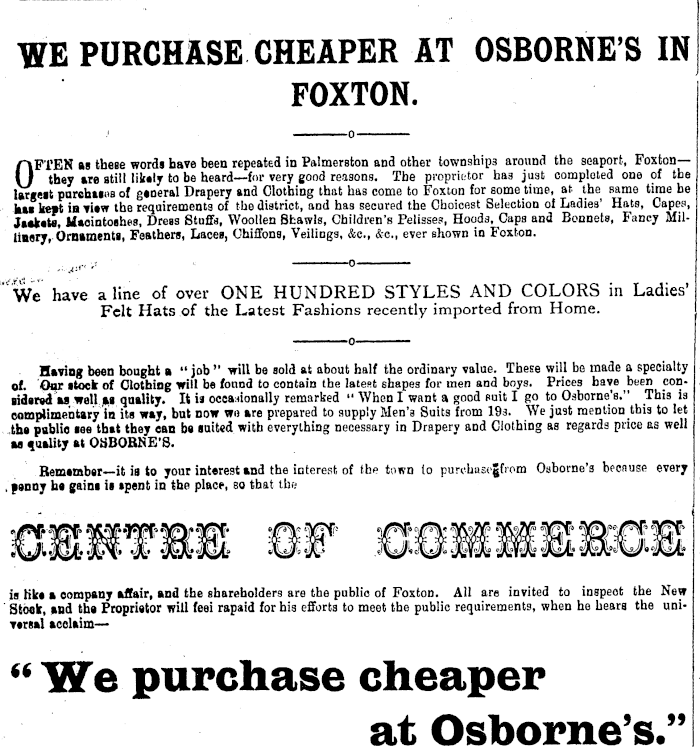 WE PURCHASE CHEAPER AT OSBORNE'S IN
FOXTON.
OFTEN as these words have been repeated in Palmerston and other townships around the seaport, Foxton—
they are still likely to be heard—for very good reasons. The proprietor has just completed one of the
largest purchases of general Drapery and Clothing that has come to Foxton for some time, at the same time he
has kept in view the requirements of the district, and has secured the Choicest Selection of Ladies' Hats, Capes,
Jackets, Macintoshes, Dress Stuffs, Woollen Shawls, Children's Pelisses, Hoods, Caps and Bonnets, Fancy Mil-
linery, Ornaments, Feathers, Laces, Chiffons, Veilings, &c., &c., ever shown in Foxton.
We have a line of over ONE HUNDRED STYLES AND COLORS in Ladies'
Felt Hats of the Latest Fashions recently imported from Home.
Having been bought a "job" will be sold at about half the ordinary value. These will be made a specialty
of. Our stock of Clothing will be found to contain the latest shapes for men and boys. Prices have been con-
sidered as well as quality. It is occasionally remarked "When I want a good suit I go to Osborne's." This is
complimentary in its way, but now we are prepared to supply Men's Suits from 19s. We just mention this to let
the public see that they can be suited with everything necessary in Drapery and Clothing as regards price as well
as quality at OSBORNE'S.
Remember—it is to your interest and the interest of the town to purchase from Osborne's because every
penny he gains is spent in the place, so that the
CENTRE OF COMMERCE
is like a company affair, and the shareholders are the public of Foxton. All are invited to inspect the New
Stock, and the Proprietor will feel rapaid for his efforts to meet the public requirements, when he hears the uni-
versal acclaim—
"We purchase cheaper
at Osborne's."